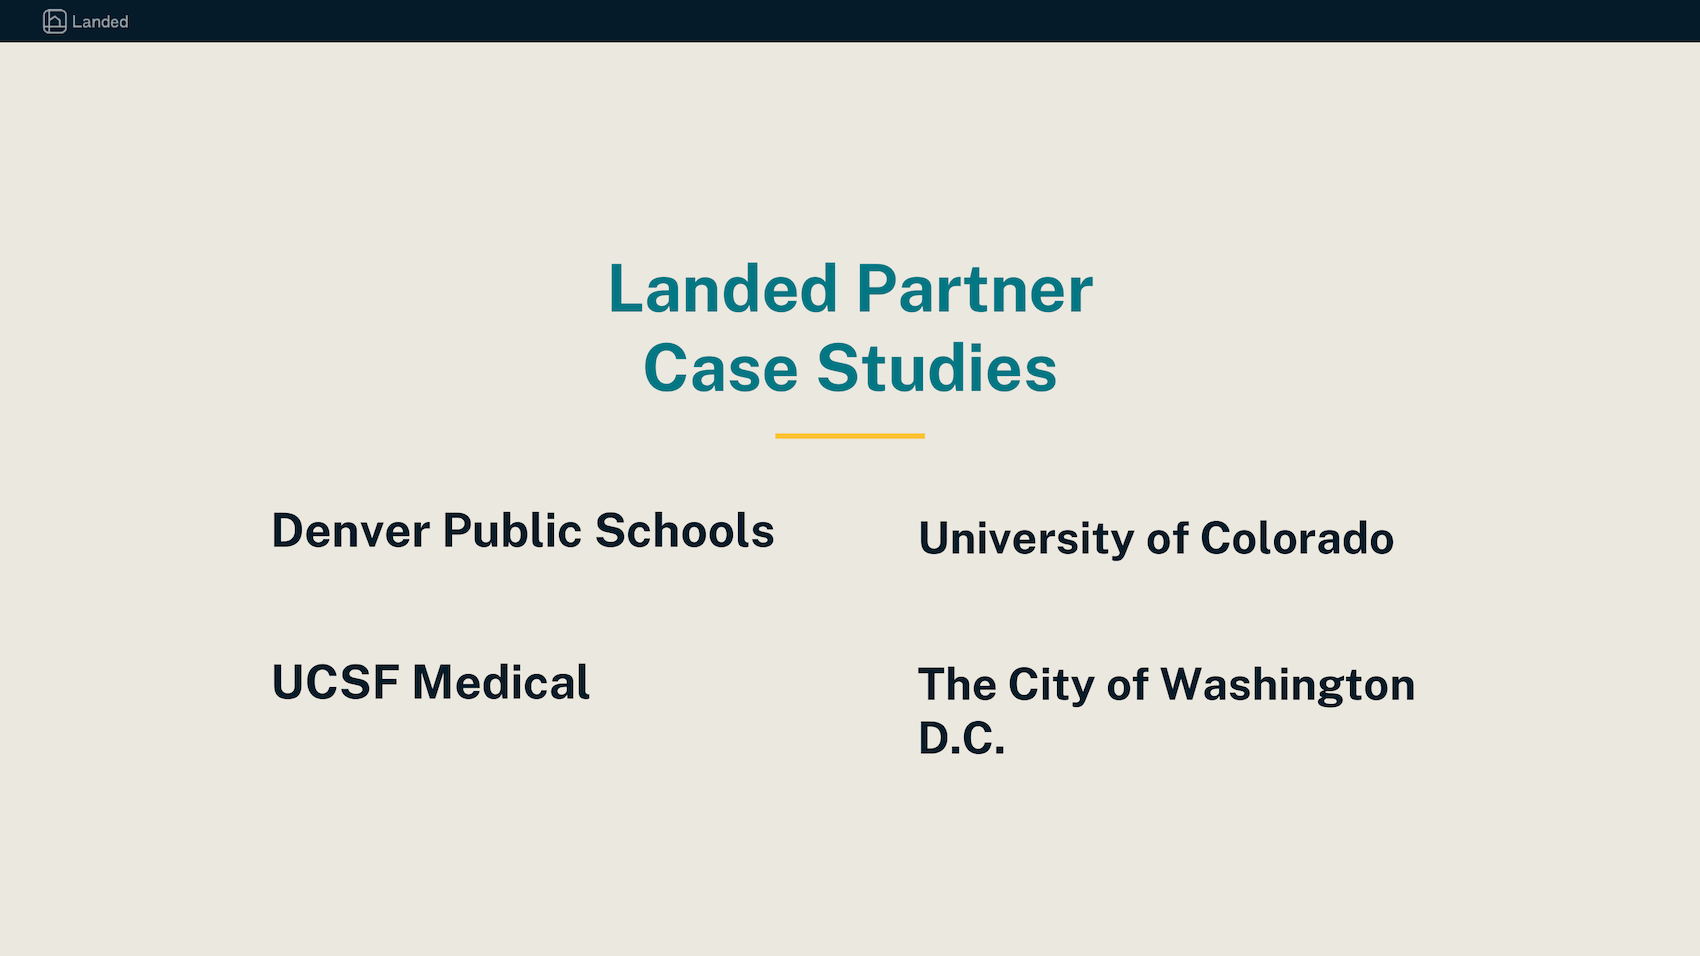 Landed
Landed Partner
Case Studies
Denver Public Schools
University of Colorado
UCSF Medical
The City of Washington
D.C.